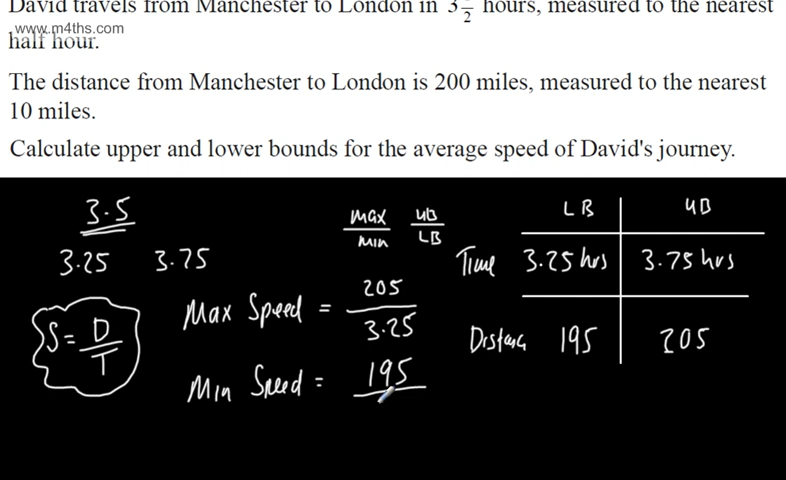 David travels from Manchester to London in 3 1/2 hours, measured to the nearest
www.m4ths.com
half hour.
The distance from Manchester to London is 200 miles, measured to the nearest
10 miles.
Calculate upper and lower bounds for the average speed of David's journey.
3.5
3.25 3.75
S = D/T
max/min UB/LB
Max Speed = 205/3.25
Min Speed = 195
LB UB
Time 3.25 hrs 3.75 hrs
Distance 195 205